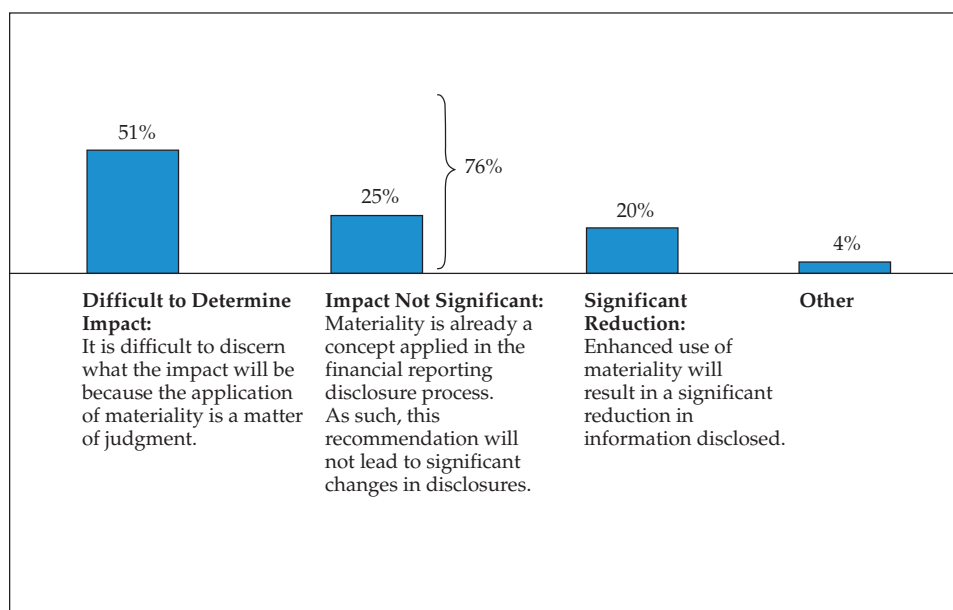 51%
25%
76%
20%
4%
Difficult to Determine
Impact:
It is difficult to discern
what the impact will be
because the application
of materiality is a matter
of judgment.
Impact Not Significant:
Materiality is already a
concept applied in the
financial reporting
disclosure process.
As such, this
recommendation will
not lead to significant
changes in disclosures.
Significant
Reduction:
Enhanced use of
materiality will
result in a significant
reduction in
information disclosed.
Other